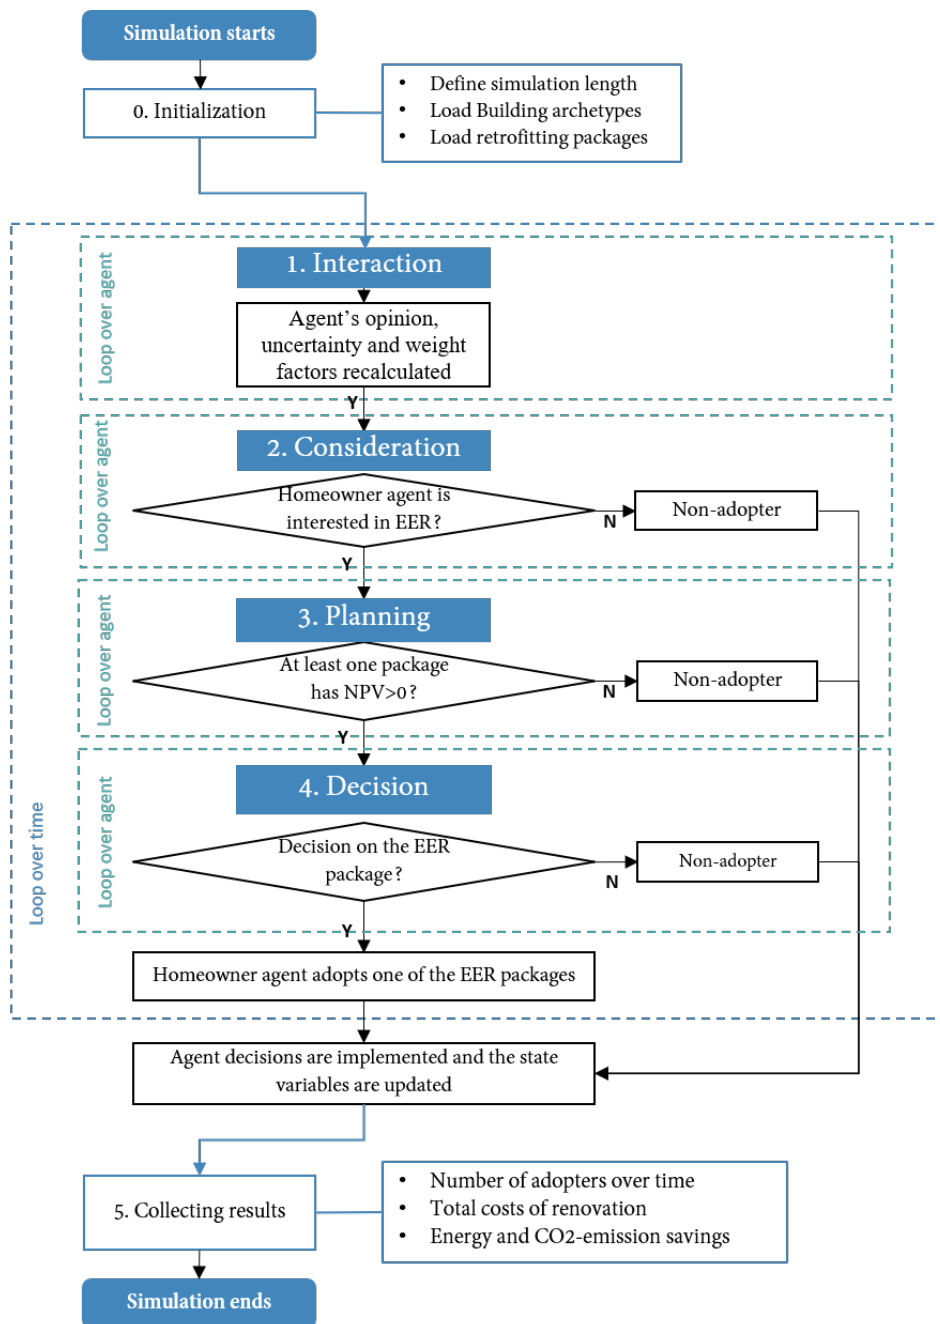 Simulation starts
0. Initialization
• Define simulation length
• Load Building archetypes
• Load retrofitting packages
Loop over time
Loop over agent
1. Interaction
Agent's opinion,
uncertainty and weight
factors recalculated
Y
Loop over agent
2. Consideration
Homeowner agent is
interested in EER?
N
Non-adopter
Y
Loop over agent
3. Planning
At least one package
has NPV>0?
N
Non-adopter
Y
Loop over agent
4. Decision
Decision on the EER
package?
N
Non-adopter
Y
Homeowner agent adopts one of the EER packages
Agent decisions are implemented and the state
variables are updated
5. Collecting results
• Number of adopters over time
• Total costs of renovation
• Energy and CO2-emission savings
Simulation ends